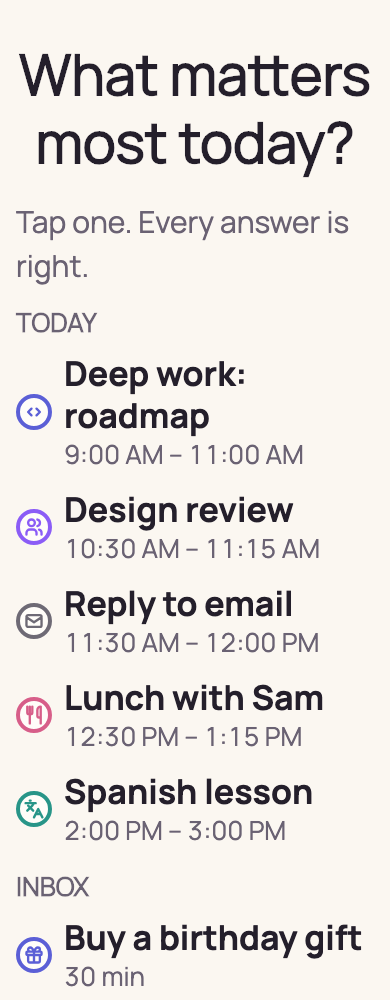 What matters
most today?
Tap one. Every answer is
right.
TODAY
Deep work:
roadmap
9:00 AM – 11:00 AM
Design review
10:30 AM – 11:15 AM
Reply to email
11:30 AM – 12:00 PM
Lunch with Sam
12:30 PM – 1:15 PM
Spanish lesson
2:00 PM – 3:00 PM
INBOX
Buy a birthday gift
30 min